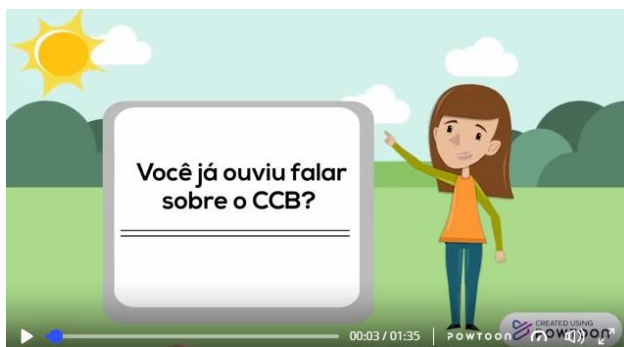 Você já ouviu falar
sobre o CCB?
00:03 / 01:35
POWTOON
CREATED USING
POWTOON